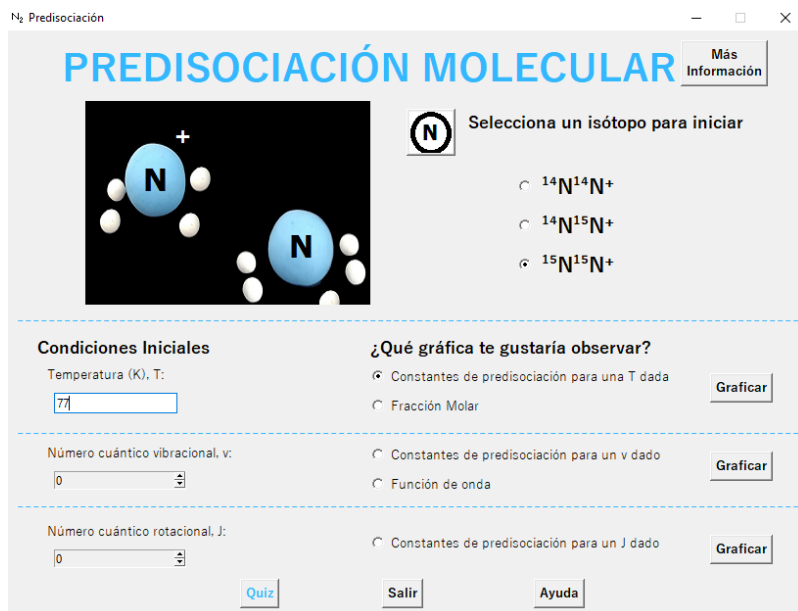 N₂ Predisociación
PREDISOCIACIÓN MOLECULAR
Más
Información
+
N
N
N
Selecciona un isótopo para iniciar
¹⁴N¹⁴N⁺
¹⁴N¹⁵N⁺
¹⁵N¹⁵N⁺
Condiciones Iniciales
Temperatura (K), T:
77
¿Qué gráfica te gustaría observar?
Constantes de predisociación para una T dada
Fracción Molar
Graficar
Número cuántico vibracional, v:
0
Constantes de predisociación para un v dado
Función de onda
Graficar
Número cuántico rotacional, J:
0
Constantes de predisociación para un J dado
Graficar
Quiz
Salir
Ayuda